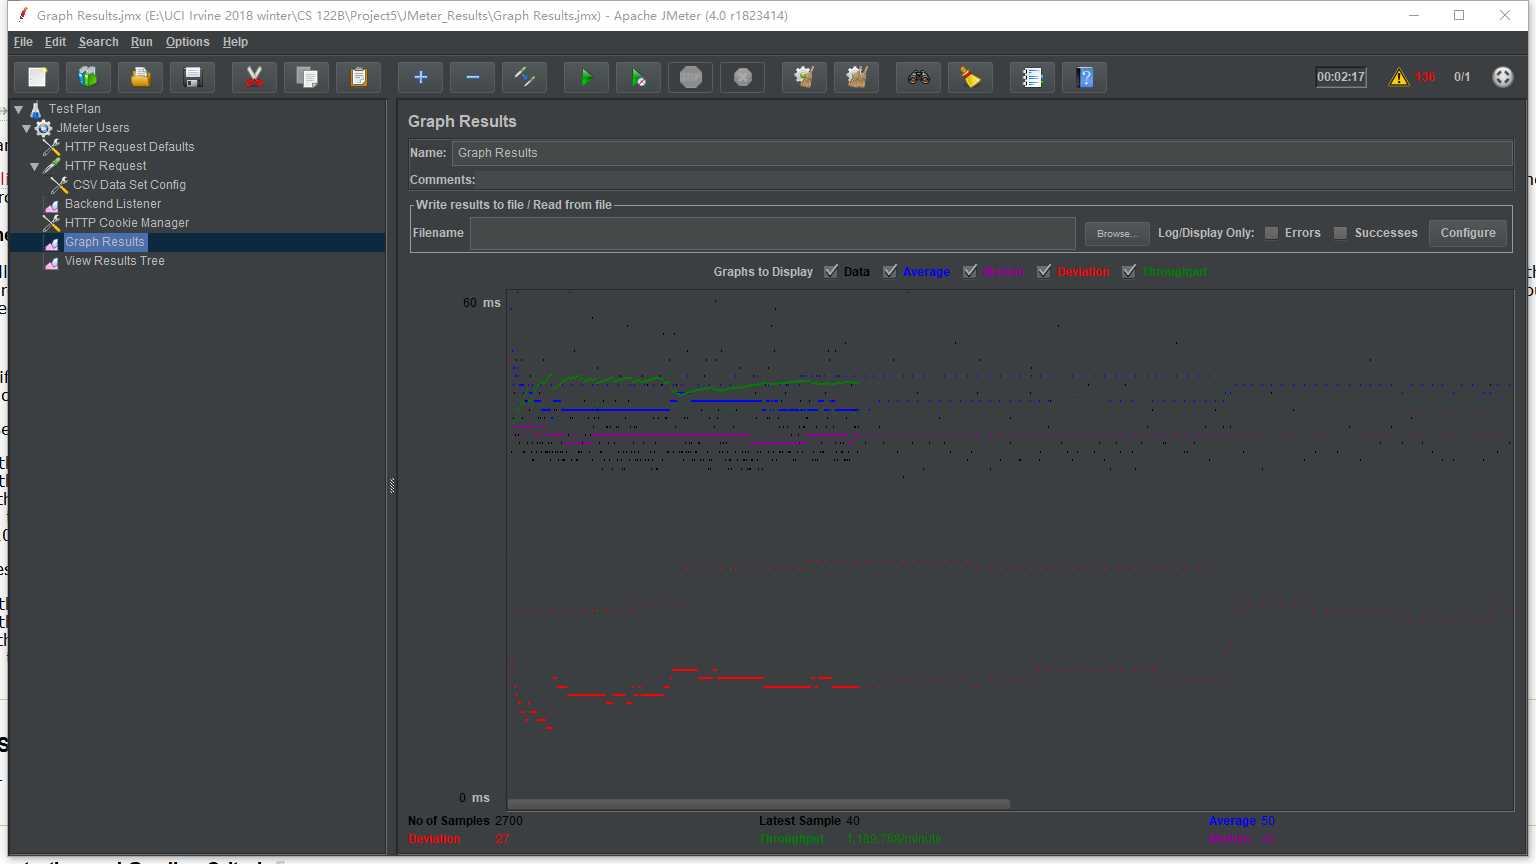 Graph Results.jmx (E:\UCI Irvine 2018 winter\CS 122B\Project5\JMeter_Results\Graph Results.jmx) - Apache JMeter (4.0 r1823414)
File Edit Search Run Options Help
STOP 00:02:17 136 0/1
Test Plan
JMeter Users
HTTP Request Defaults
HTTP Request
CSV Data Set Config
Backend Listener
HTTP Cookie Manager
Graph Results
View Results Tree
Graph Results
Name: Graph Results
Comments:
Write results to file / Read from file
Filename Browse... Log/Display Only: Errors Successes Configure
Graphs to Display Data Average Median Deviation Throughput
60 ms
0 ms
No of Samples 2700 Latest Sample 40 Average 50
Deviation 27 Throughput 1,189.768/minute Median 43